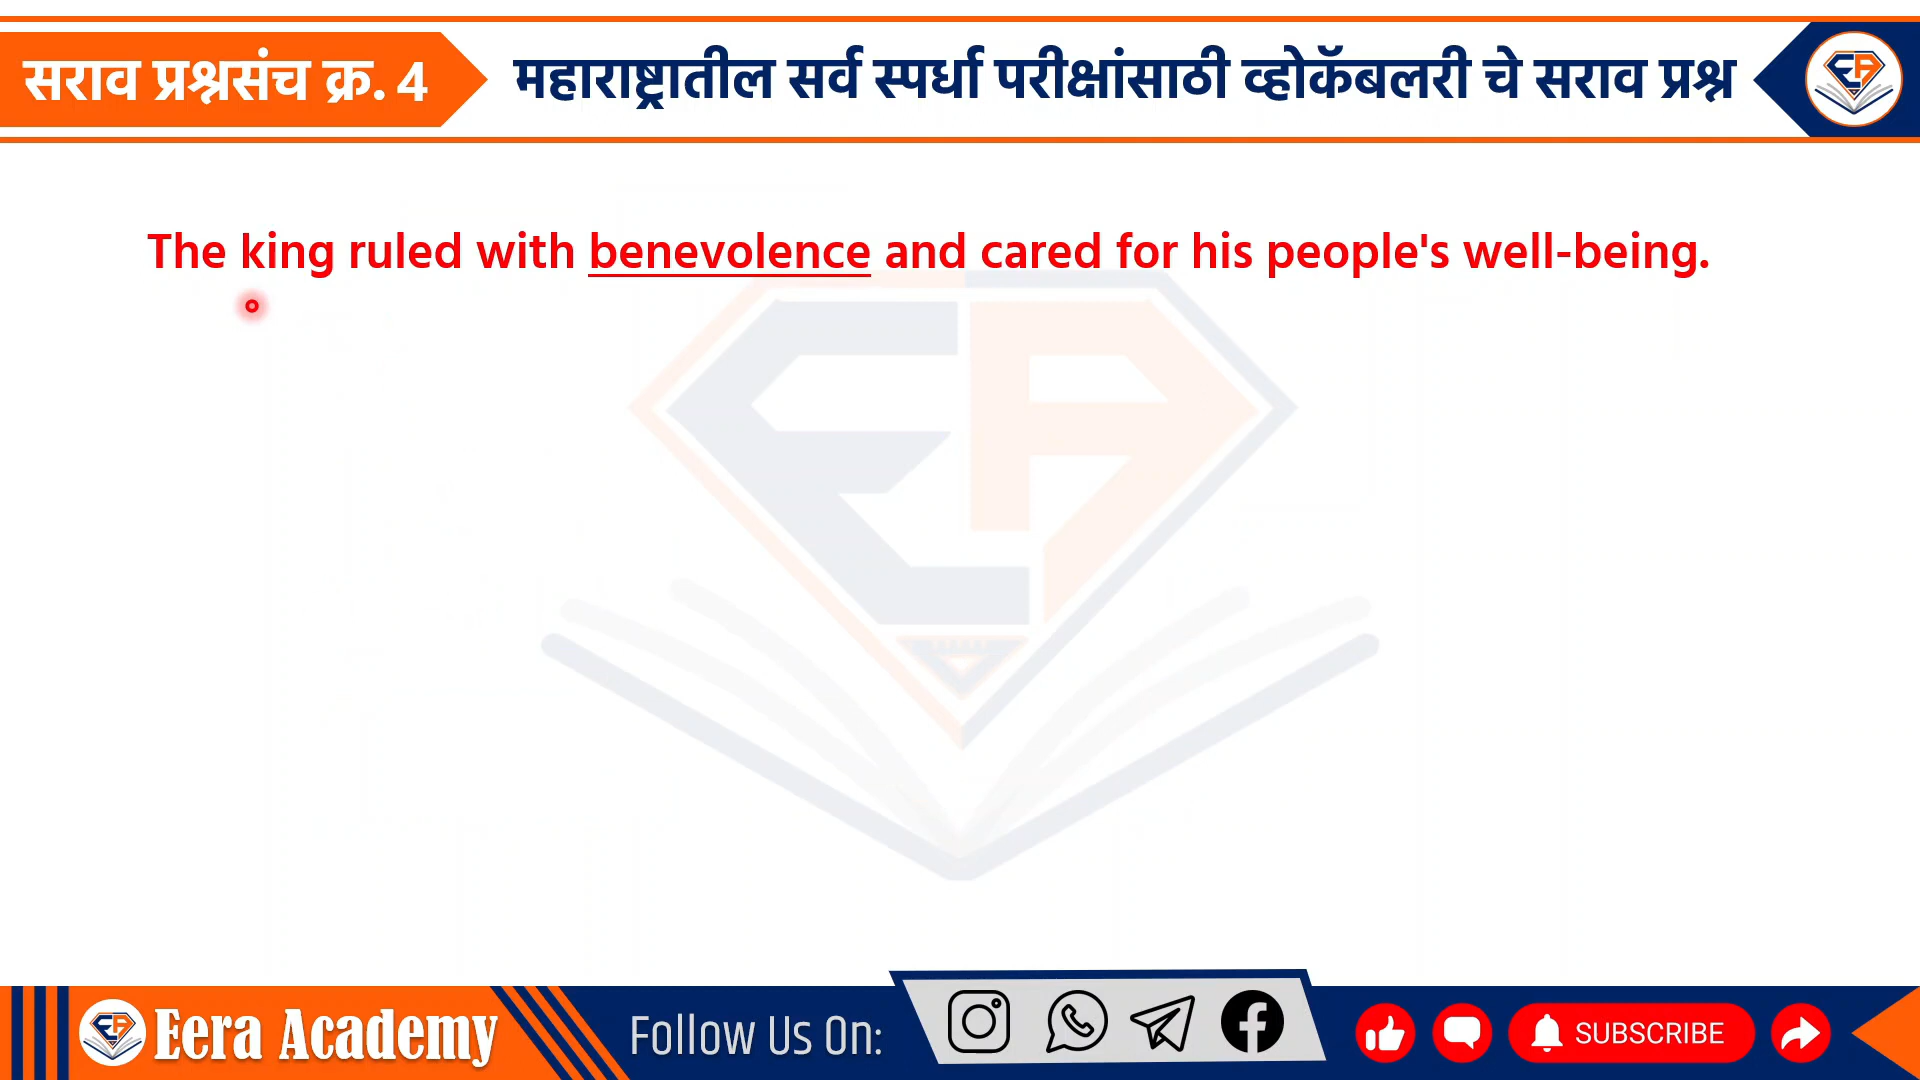 सराव प्रश्नसंच क्र. 4
महाराष्ट्रातील सर्व स्पर्धा परीक्षांसाठी व्होकॅबलरी चे सराव प्रश्न
The king ruled with benevolence and cared for his people's well-being.
Eera Academy
Follow Us On:
SUBSCRIBE